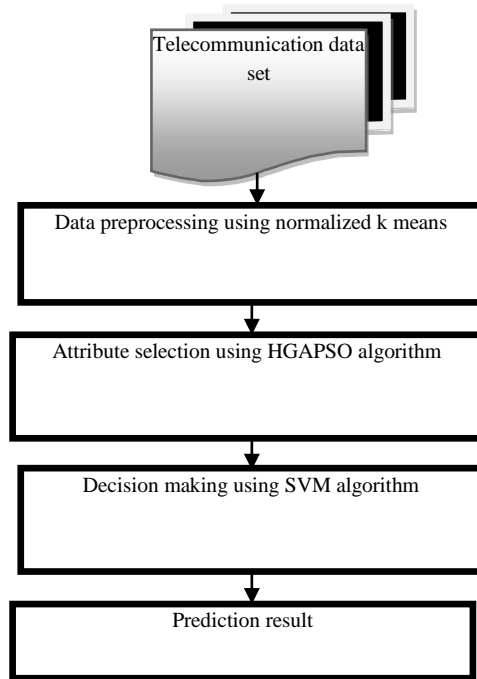 Telecommunication data
set
Data preprocessing using normalized k means
Attribute selection using HGAPSO algorithm
Decision making using SVM algorithm
Prediction result